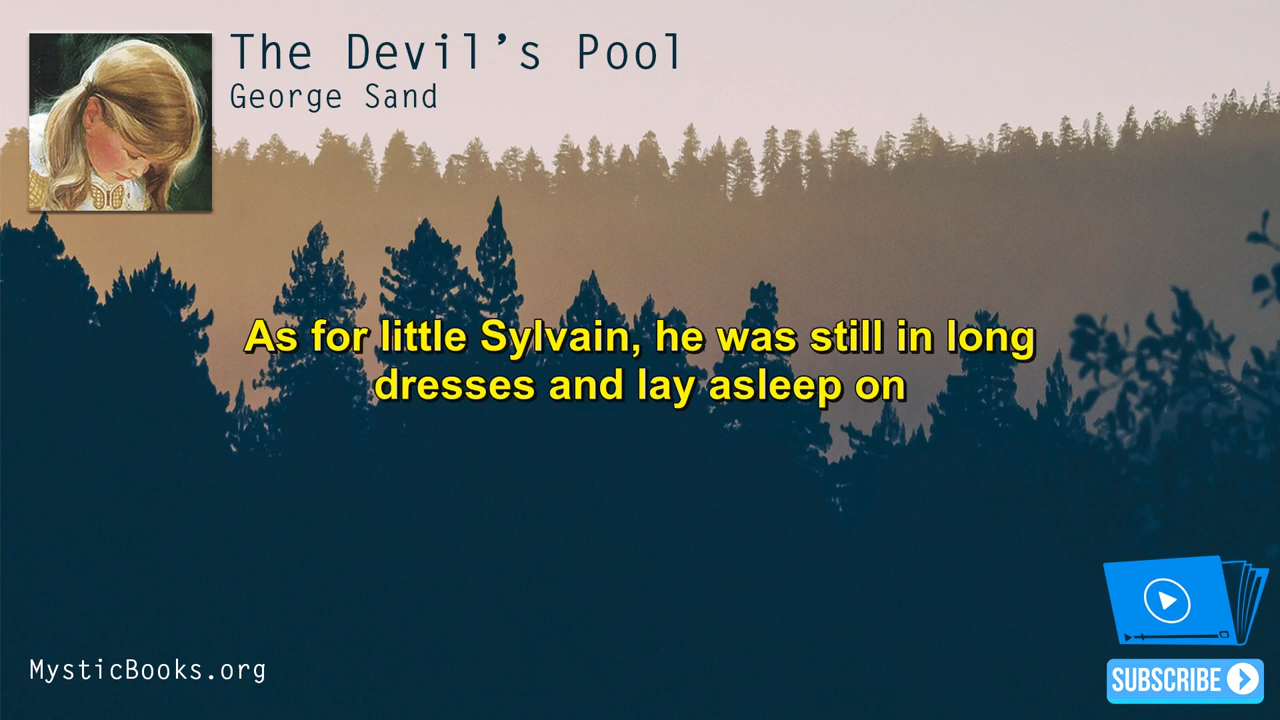 The Devil's Pool
George Sand
As for little Sylvain, he was still in long
dresses and lay asleep on
MysticBooks.org
SUBSCRIBE